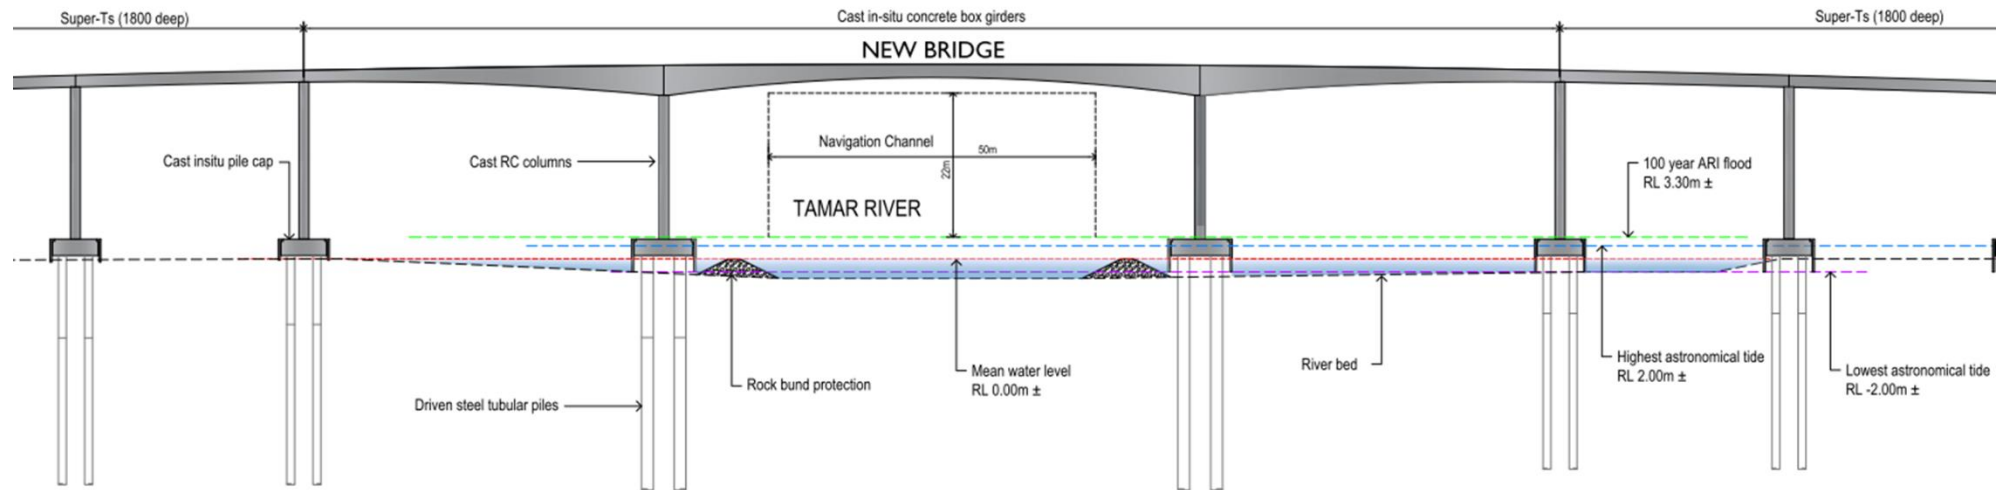 Super-Ts (1800 deep)
Cast in-situ concrete box girders
Super-Ts (1800 deep)
NEW BRIDGE
Navigation Channel
50m
22m
Cast insitu pile cap
Cast RC columns
100 year ARI flood
RL 3.30m ±
TAMAR RIVER
Mean water level
RL 0.00m ±
River bed
Highest astronomical tide
RL 2.00m ±
Lowest astronomical tide
RL -2.00m ±
Rock bund protection
Driven steel tubular piles